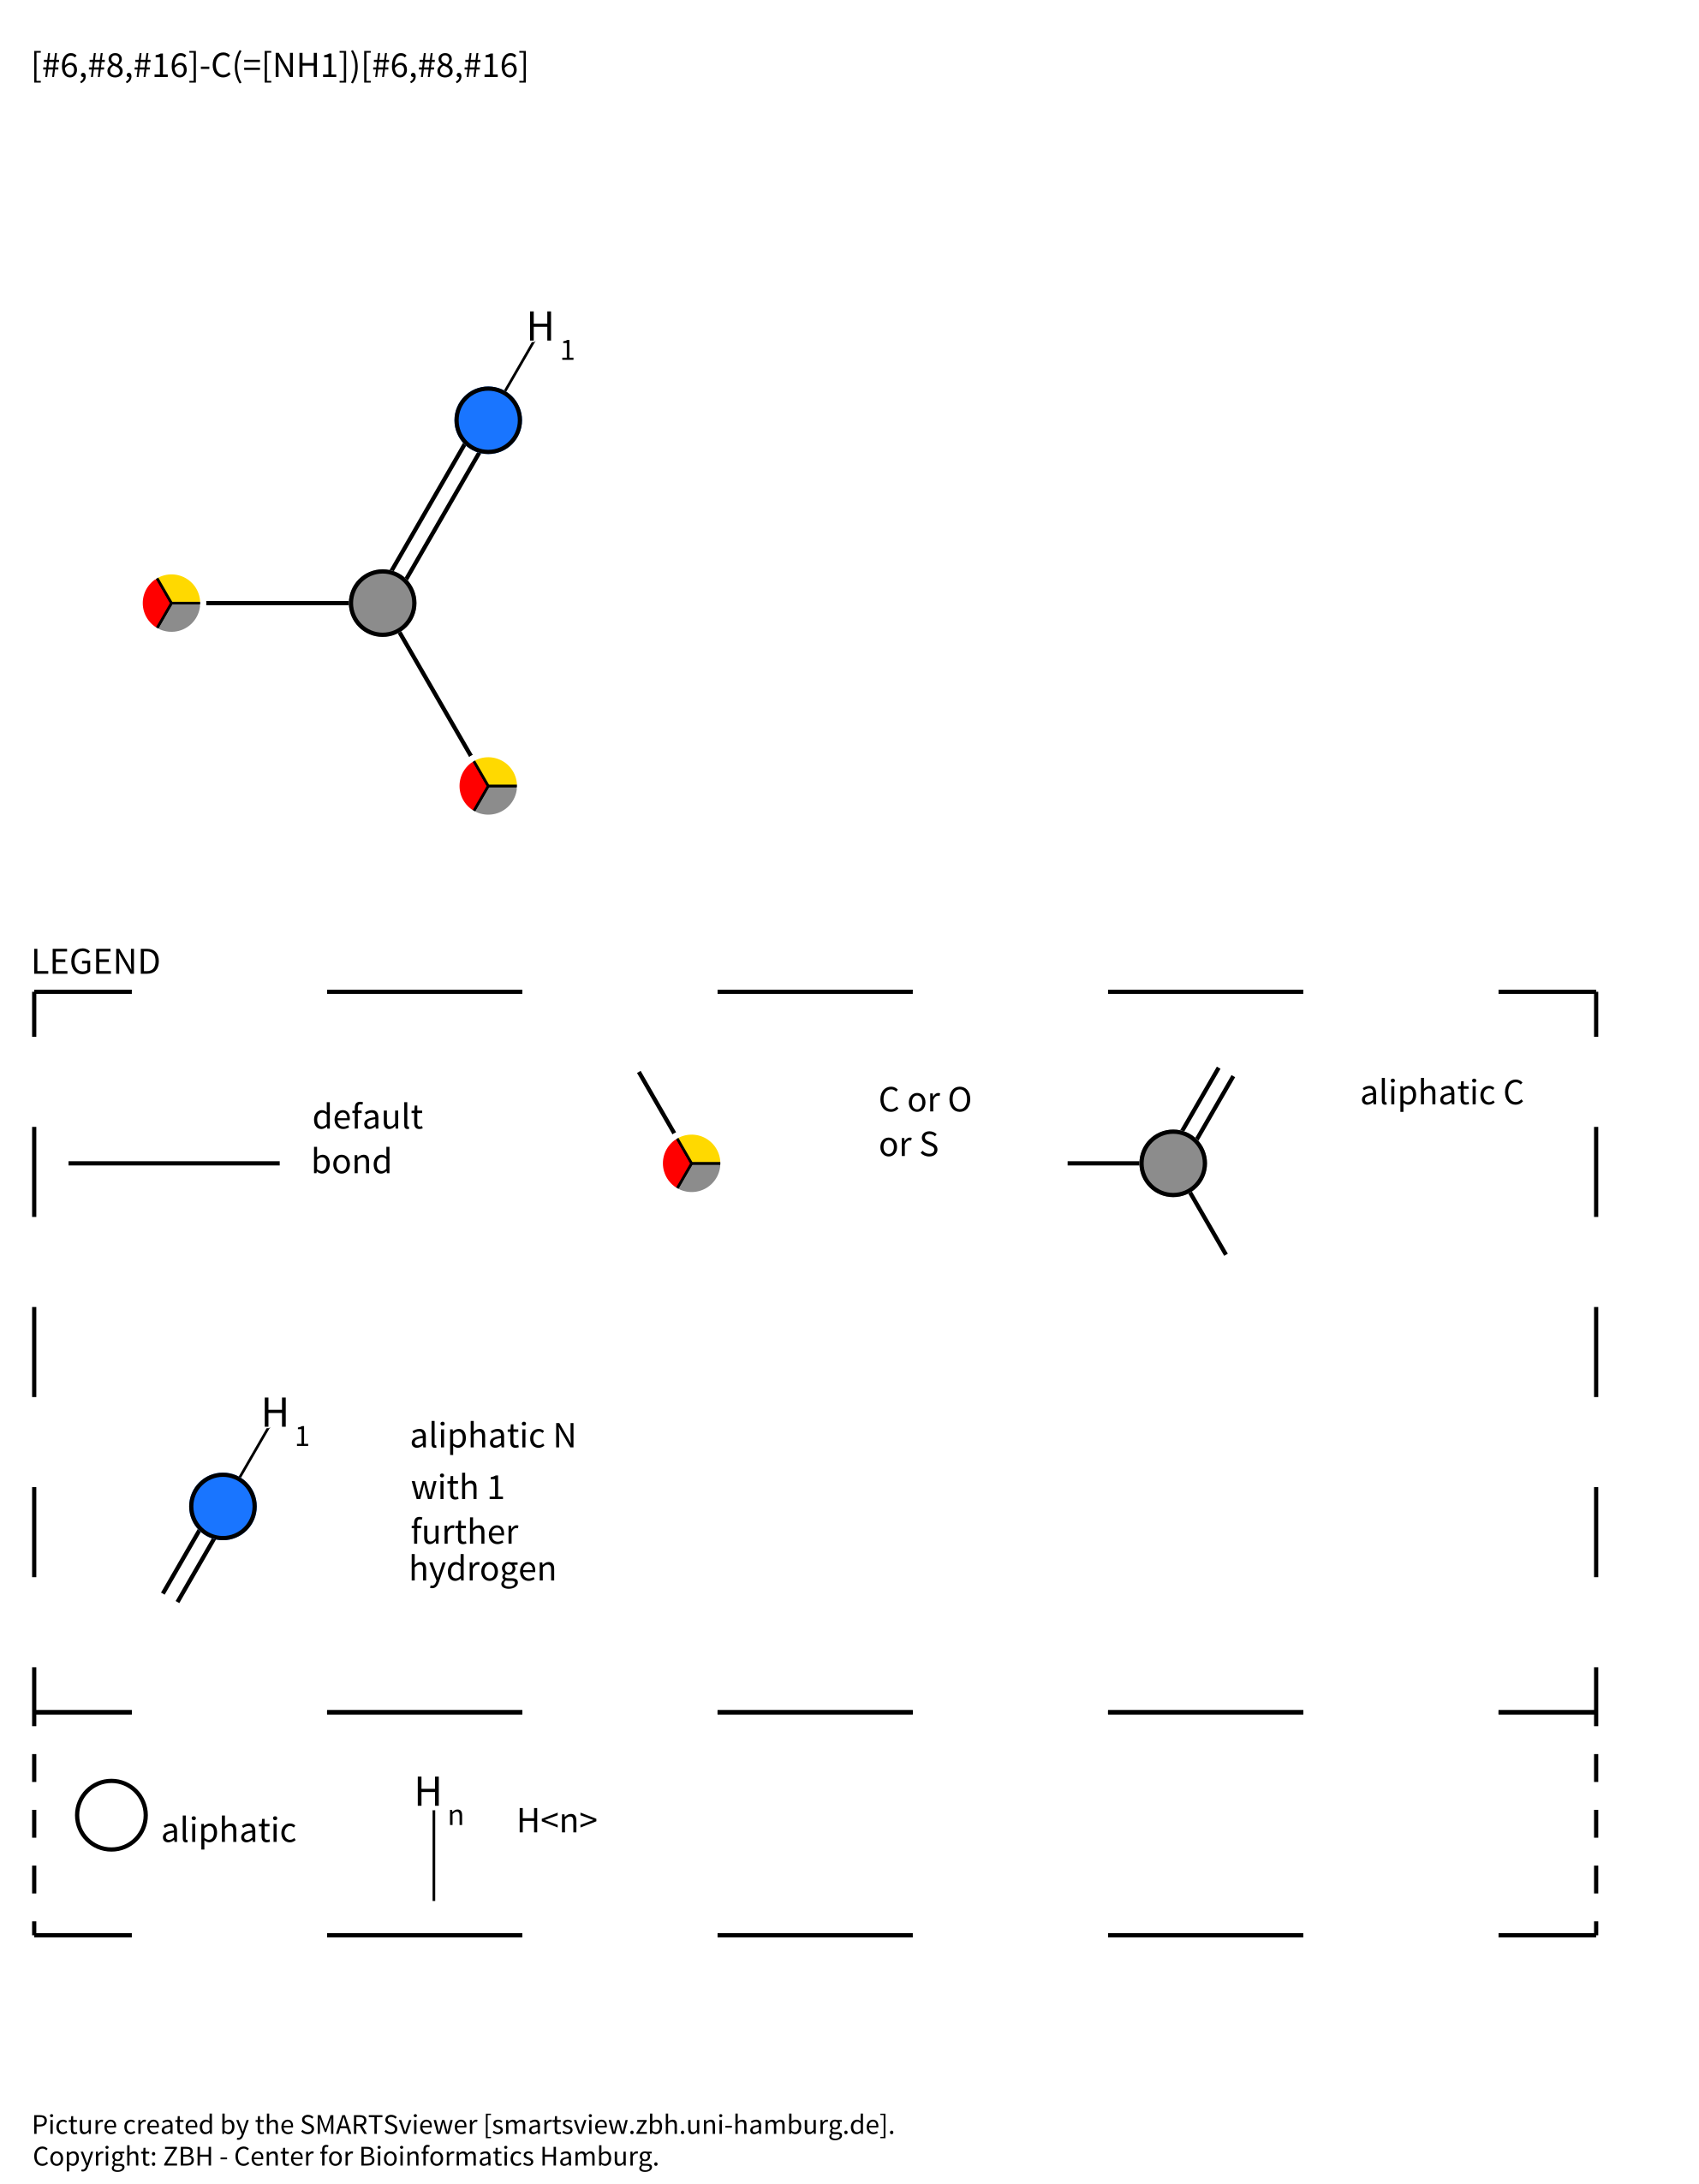 [#6,#8,#16]-C(=[NH1])[#6,#8,#16]
H
1
LEGEND
default
bond
C or O
or S
aliphatic C
H
1
aliphatic N
with 1
further
hydrogen
aliphatic
H
n
H<n>
Picture created by the SMARTSviewer [smartsview.zbh.uni-hamburg.de].
Copyright: ZBH - Center for Bioinformatics Hamburg.